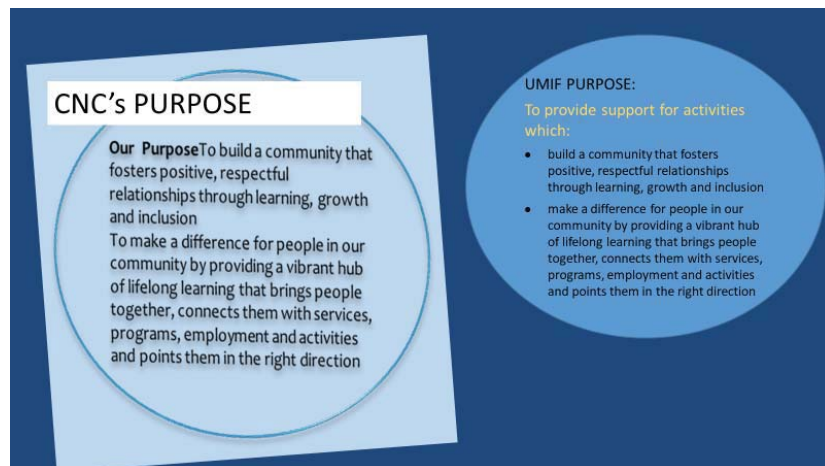 CNC's PURPOSE
Our PurposeTo build a community that
fosters positive, respectful
relationships through learning, growth
and inclusion
To make a difference for people in our
community by providing a vibrant hub
of lifelong learning that brings people
together, connects them with services,
programs, employment and activities
and points them in the right direction
UMIF PURPOSE:
To provide support for activities
which:
• build a community that fosters
positive, respectful relationships
through learning, growth and inclusion
• make a difference for people in our
community by providing a vibrant hub
of lifelong learning that brings people
together, connects them with services,
programs, employment and activities
and points them in the right direction